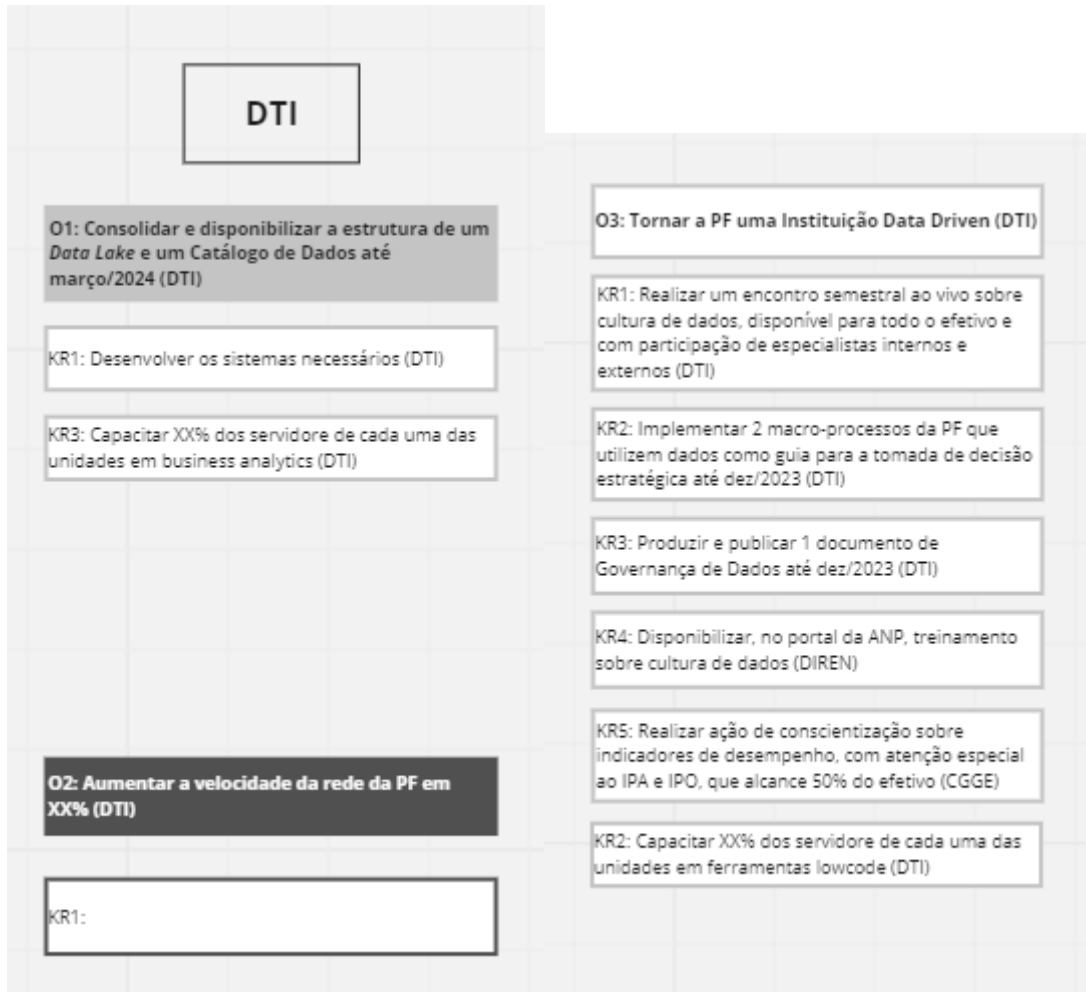 DTI
O1: Consolidar e disponibilizar a estrutura de um
Data Lake e um Catálogo de Dados até
março/2024 (DTI)
KR1: Desenvolver os sistemas necessários (DTI)
KR3: Capacitar XX% dos servidore de cada uma das
unidades em business analytics (DTI)
O2: Aumentar a velocidade da rede da PF em
XX% (DTI)
KR1:
O3: Tornar a PF uma Instituição Data Driven (DTI)
KR1: Realizar um encontro semestral ao vivo sobre
cultura de dados, disponível para todo o efetivo e
com participação de especialistas internos e
externos (DTI)
KR2: Implementar 2 macro-processos da PF que
utilizem dados como guia para a tomada de decisão
estratégica até dez/2023 (DTI)
KR3: Produzir e publicar 1 documento de
Governança de Dados até dez/2023 (DTI)
KR4: Disponibilizar, no portal da ANP, treinamento
sobre cultura de dados (DIREN)
KR5: Realizar ação de conscientização sobre
indicadores de desempenho, com atenção especial
ao IPA e IPO, que alcance 50% do efetivo (CGGE)
KR2: Capacitar XX% dos servidore de cada uma das
unidades em ferramentas lowcode (DTI)